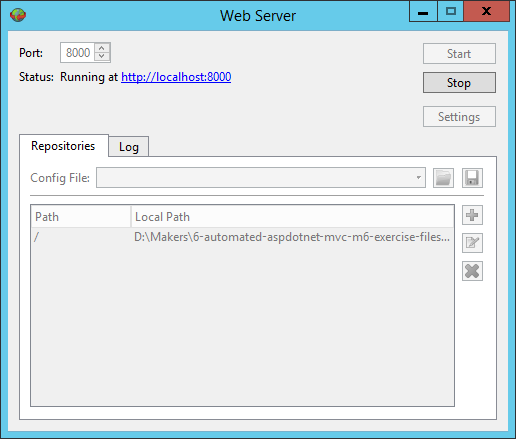 Web Server
Port: 8000
Start
Status: Running at http://localhost:8000
Stop
Settings
Repositories Log
Config File:
Path Local Path
/ D:\Makers\6-automated-aspdotnet-mvc-m6-exercise-files...